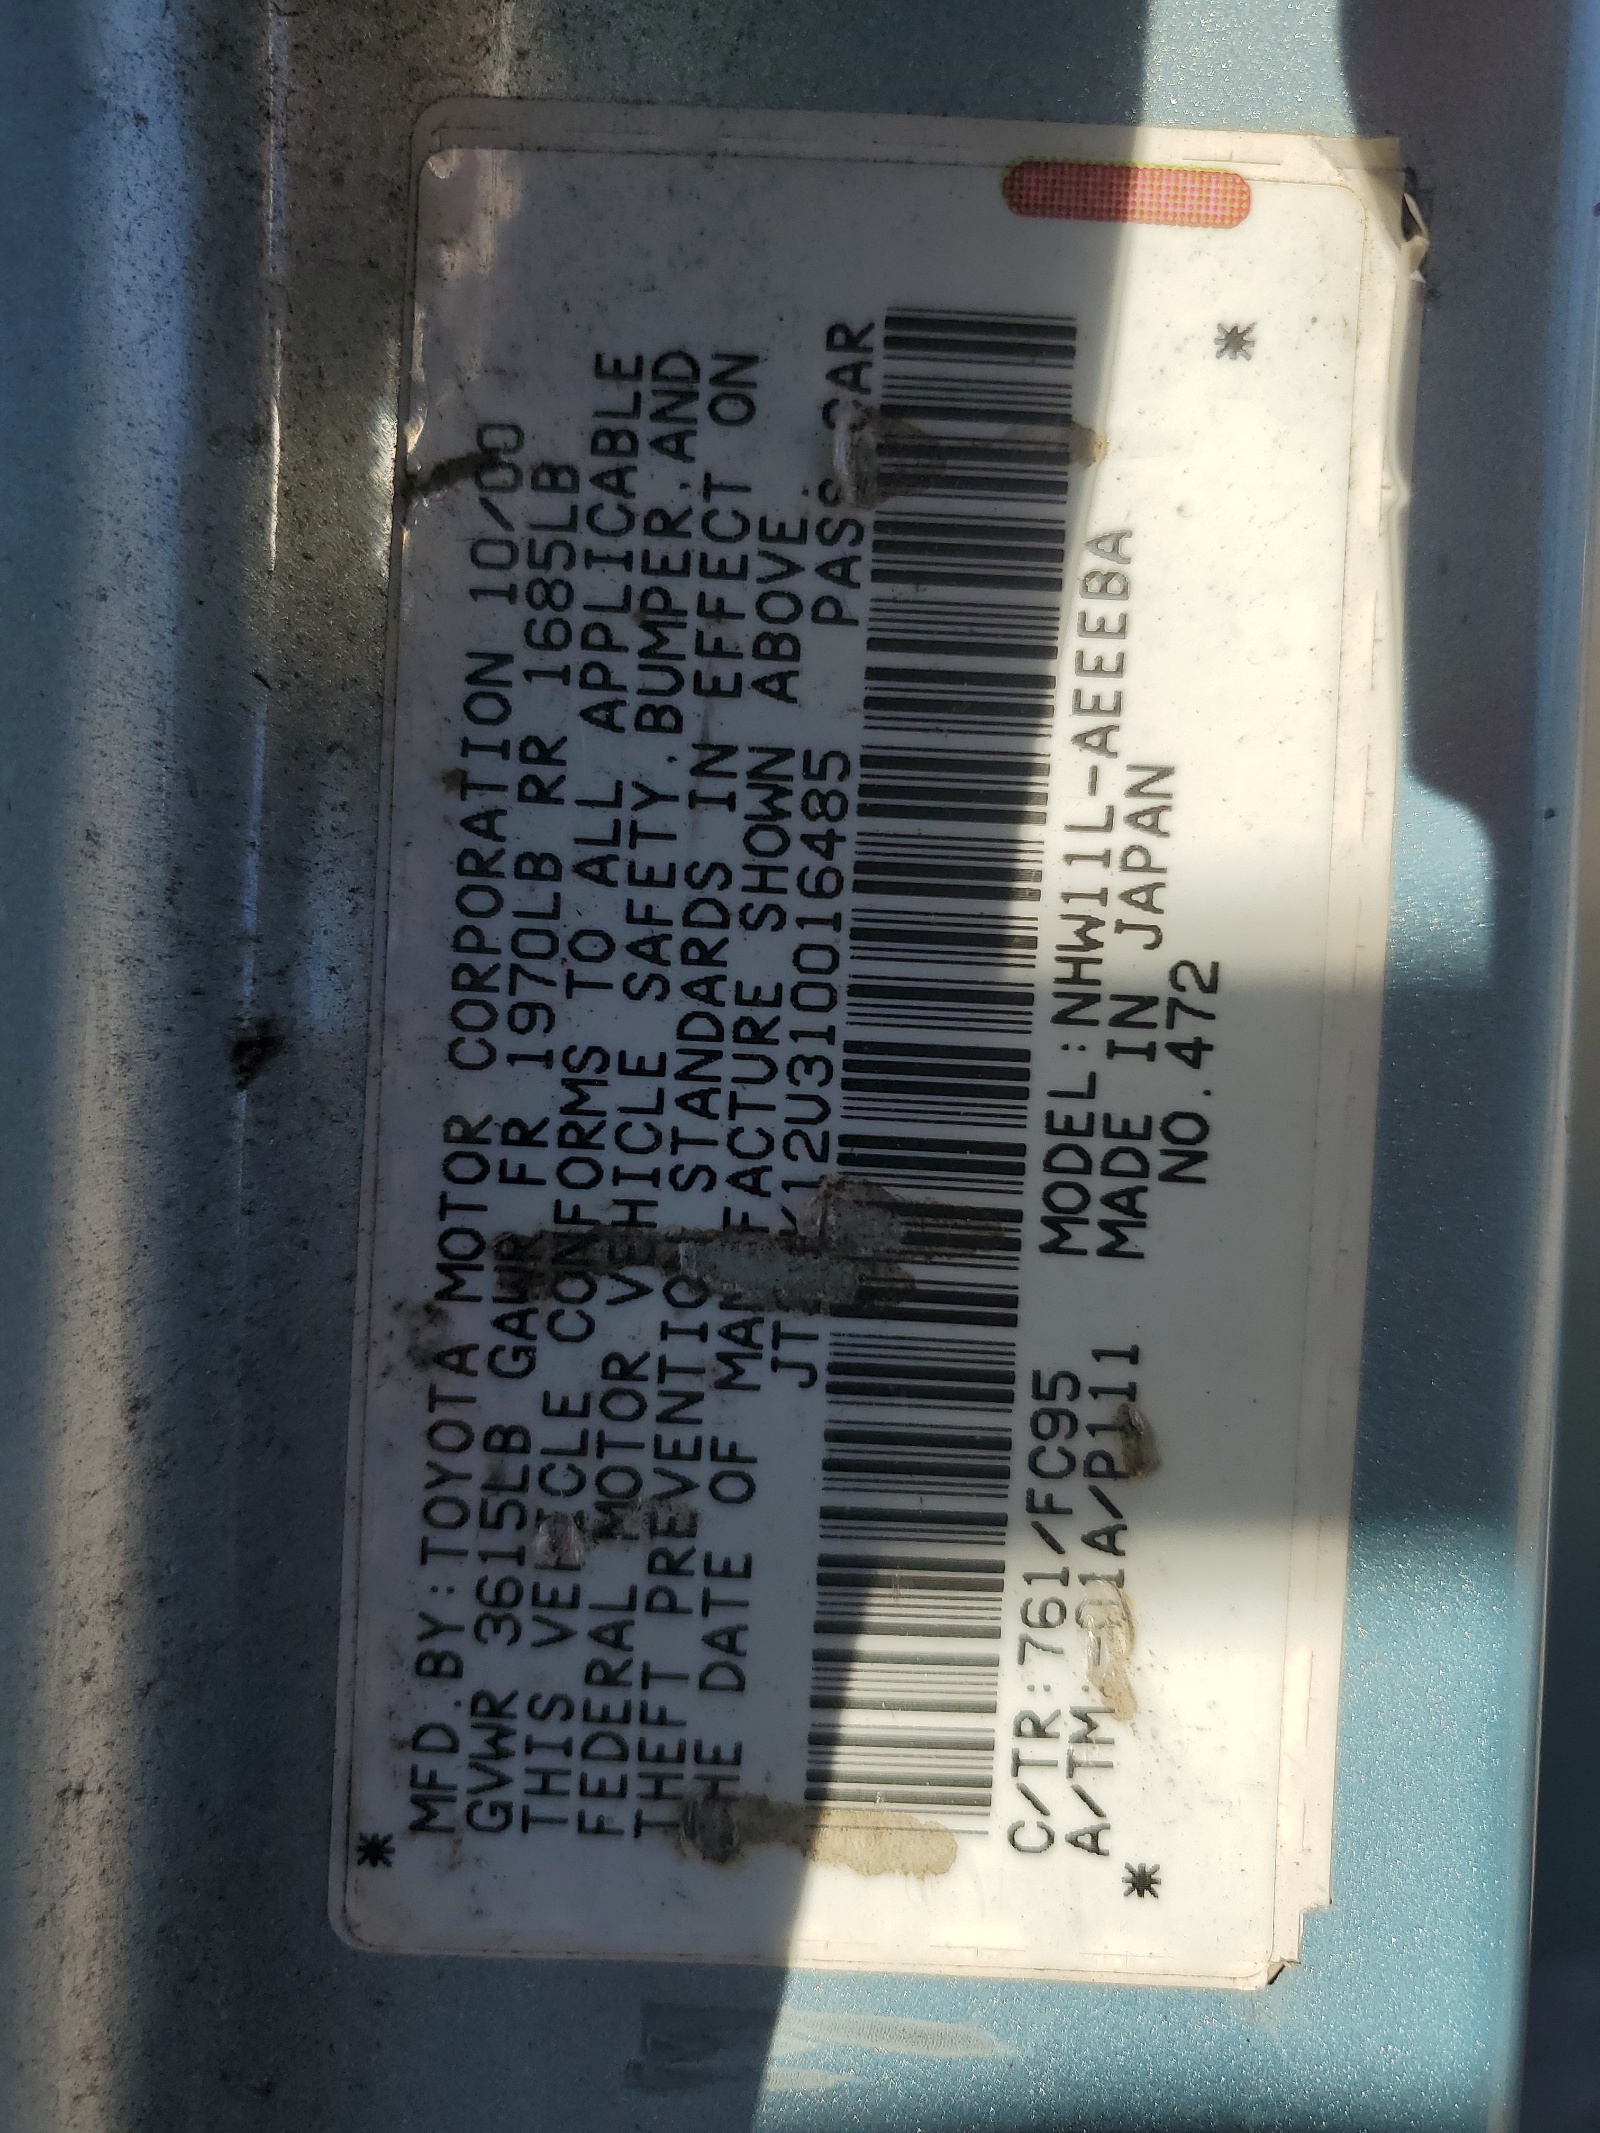 *
MFD.BY:TOYOTA MOTOR CORPORATION 10/00
GVWR 3615LB GAWR FR 1970LB RR 1685LB
THIS VEHICLE CONFORMS TO ALL APPLICABLE
FEDERAL MOTOR VEHICLE SAFETY.BUMPER.AND
THEFT PREVENTION STANDARDS IN EFFECT ON
THE DATE OF MANUFACTURE SHOWN ABOVE.
PASS CAR
C/TR:761/FC95 MODEL:NHW11L-AEEEBA
A/TM: MADE IN JAPAN
NO.472
* *